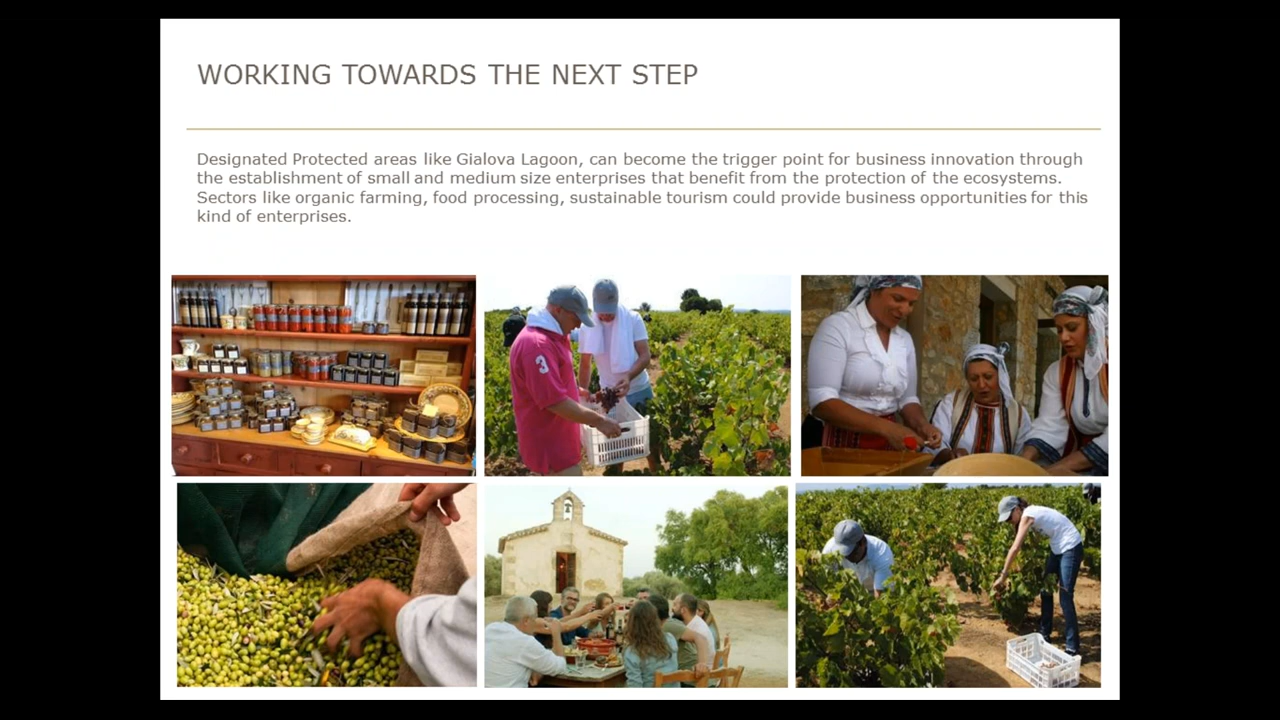 WORKING TOWARDS THE NEXT STEP
Designated Protected areas like Gialova Lagoon, can become the trigger point for business innovation through
the establishment of small and medium size enterprises that benefit from the protection of the ecosystems.
Sectors like organic farming, food processing, sustainable tourism could provide business opportunities for this
kind of enterprises.
3